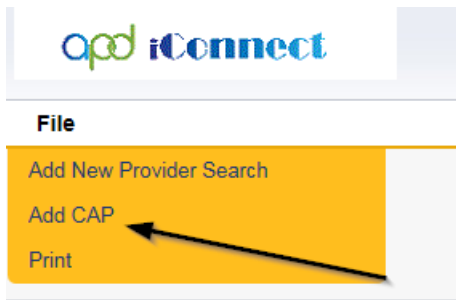 apd iConnect
File
Add New Provider Search
Add CAP
Print